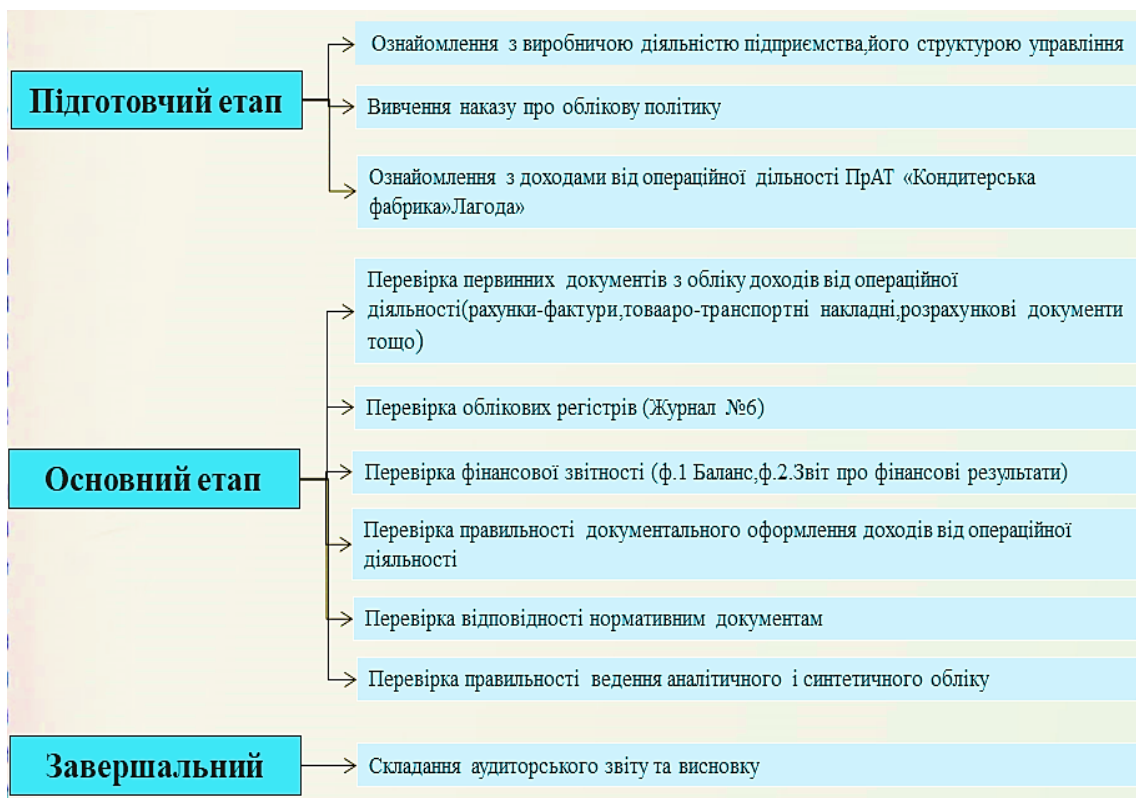 Підготовчий етап
Ознайомлення з виробничою діяльністю підприємства,його структурою управління
Вивчення наказу про облікову політику
Ознайомлення з доходами від операційної дільності ПрАТ «Кондитерська
фабрика»Лагода»
Основний етап
Перевірка первинних документів з обліку доходів від операційної
діяльності(рахунки-фактури,товааро-транспортні накладні,розрахункові документи
тощо)
Перевірка облікових регістрів (Журнал №6)
Перевірка фінансової звітності (ф.1 Баланс,ф.2.Звіт про фінансові результати)
Перевірка правильності документального оформлення доходів від операційної
діяльності
Перевірка відповідності нормативним документам
Перевірка правильності ведення аналітичного і синтетичного обліку
Завершальний
Складання аудиторського звіту та висновку